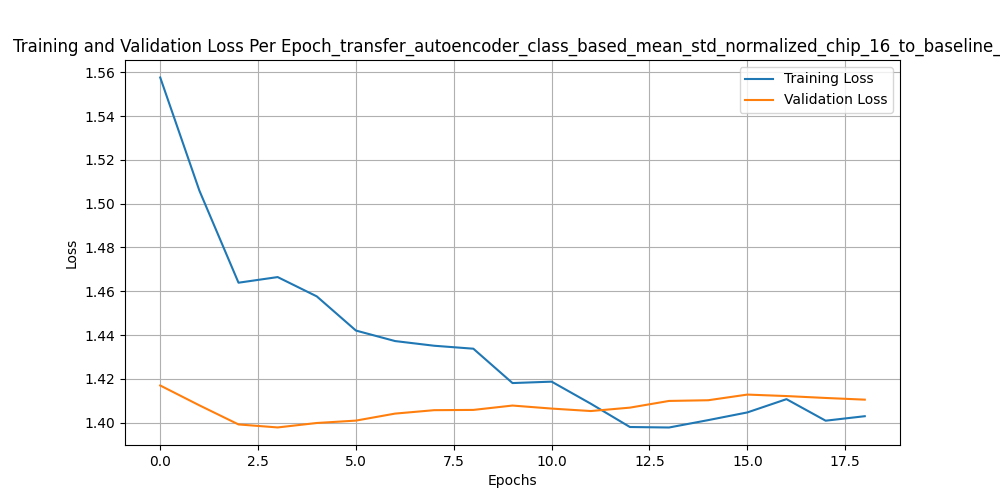 Training and Validation Loss Per Epoch_transfer_autoencoder_class_based_mean_std_normalized_chip_16_to_baseline_
Training Loss
Validation Loss
1.56
1.54
1.52
1.50
1.48
1.46
1.44
1.42
1.40
Loss
0.0 2.5 5.0 7.5 10.0 12.5 15.0 17.5
Epochs